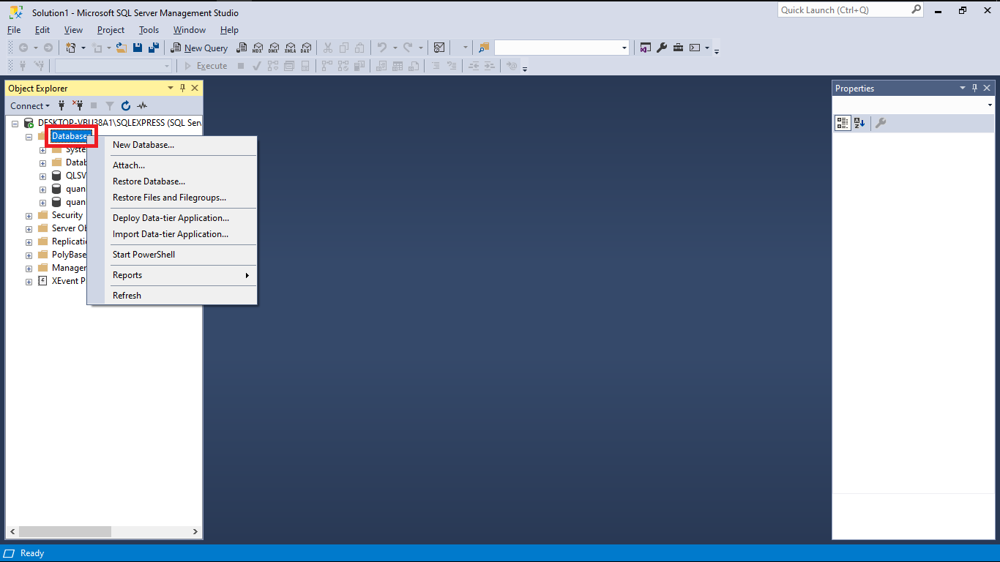 Solution1 - Microsoft SQL Server Management Studio
Quick Launch (Ctrl+Q)
File Edit View Project Tools Window Help
New Query MDX DMX XMLA DAX
Execute
Object Explorer
Properties
Connect
DESKTOP-VBU38A1\SQLEXPRESS (SQL Ser
Databases
New Database...
Syste
Datab
Attach...
QLSV
Restore Database...
quan
Restore Files and Filegroups...
quan
Security
Deploy Data-tier Application...
Server Ob
Import Data-tier Application...
Replicatio
PolyBase
Start PowerShell
Manager
Reports
XEvent P
Refresh
Ready